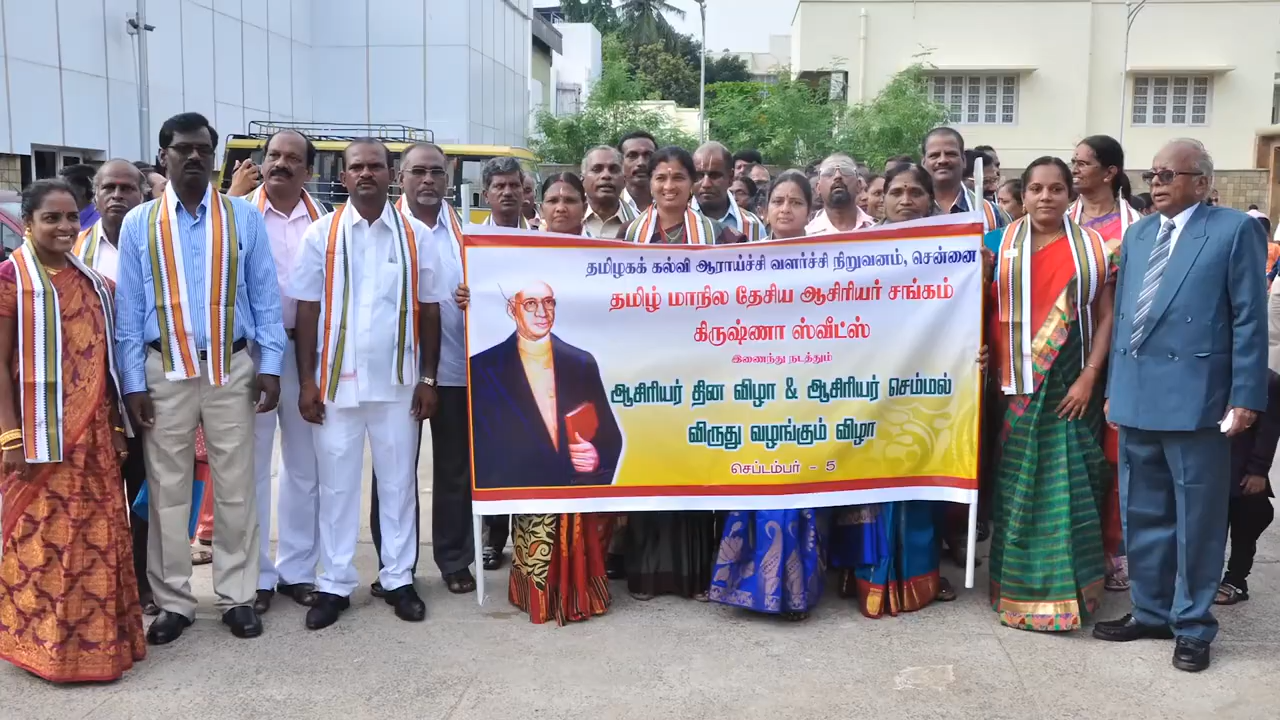 தமிழகக் கல்வி ஆராய்ச்சி வளர்ச்சி நிறுவனம், சென்னை
தமிழ் மாநில தேசிய ஆசிரியர் சங்கம்
கிருஷ்ணா ஸ்வீட்ஸ்
இணைந்து நடத்தும்
ஆசிரியர் தின விழா & ஆசிரியர் செம்மல்
விருது வழங்கும் விழா
செப்டம்பர் - 5